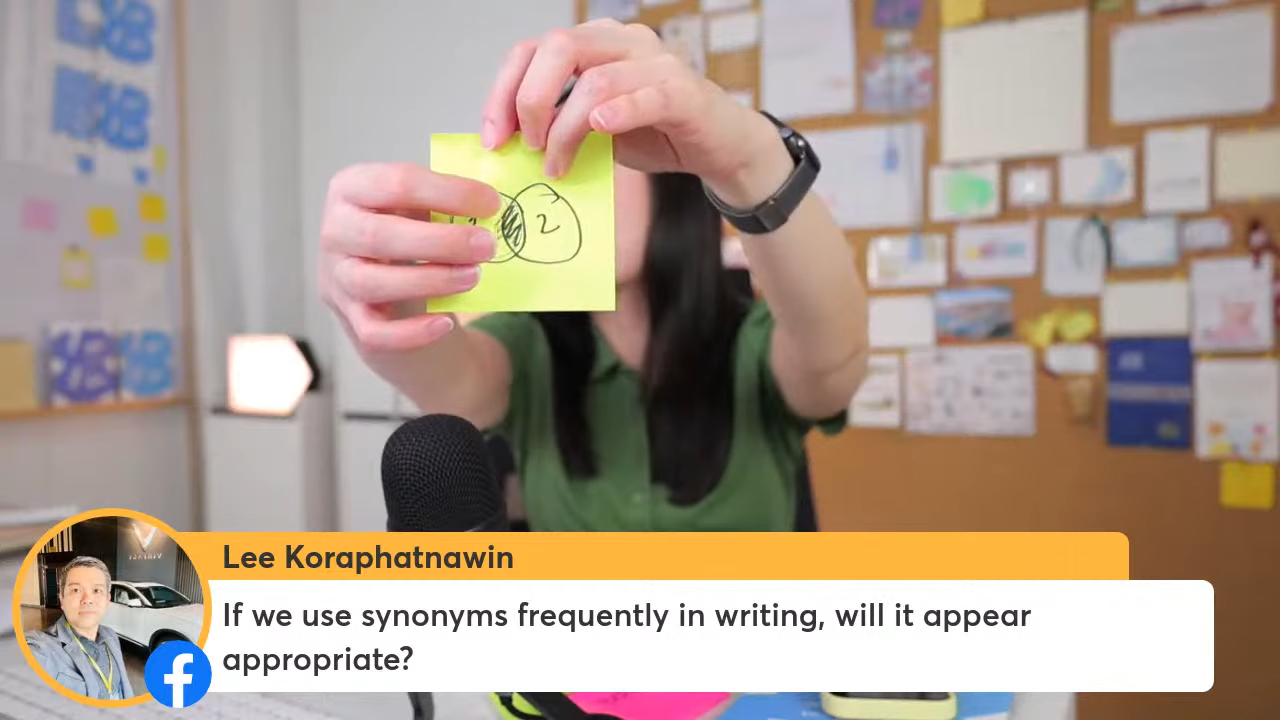 2
Lee Koraphatnawin
If we use synonyms frequently in writing, will it appear
appropriate?